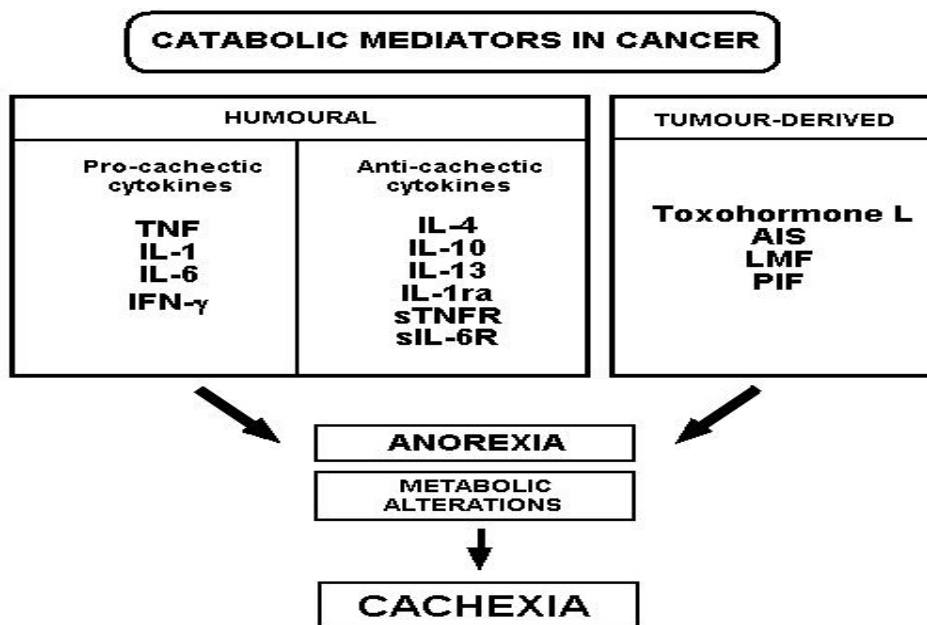 CATABOLIC MEDIATORS IN CANCER
HUMOURAL
Pro-cachectic
cytokines
TNF
IL-1
IL-6
IFN-γ
Anti-cachectic
cytokines
IL-4
IL-10
IL-13
IL-1ra
sTNFR
sIL-6R
TUMOUR-DERIVED
Toxohormone L
AIS
LMF
PIF
ANOREXIA
METABOLIC
ALTERATIONS
CACHEXIA